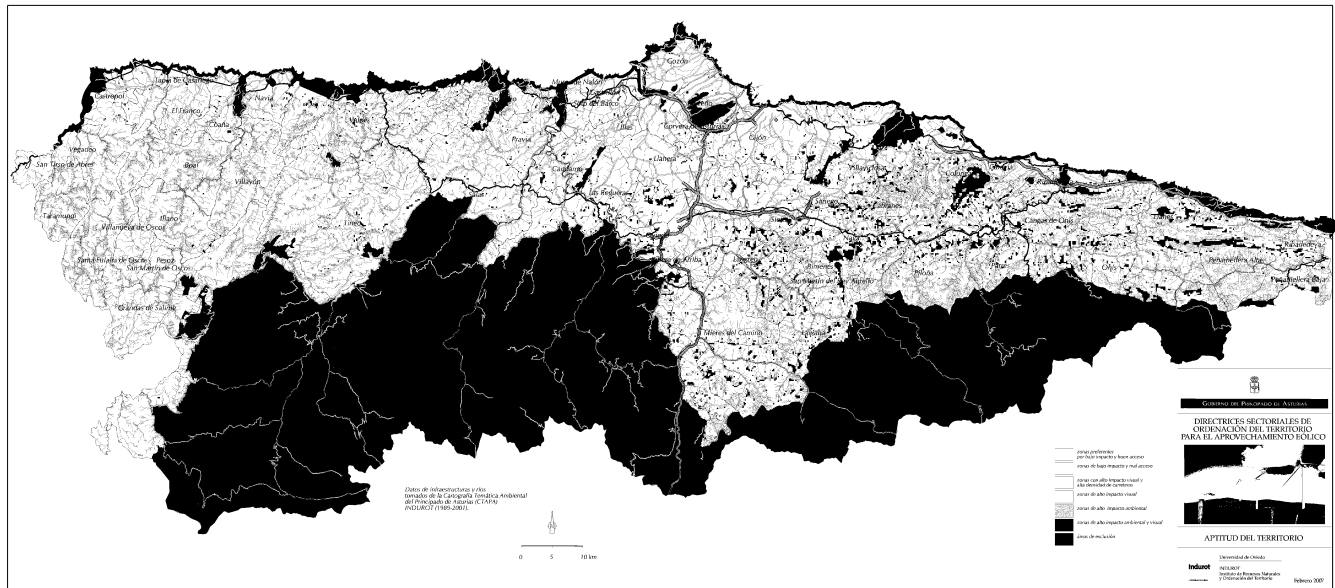 Gozón
Tapia de Casariego
Castropol
Navia
El Franco
Coaña
Muros de Nalón
Soto del Barco
Illas
Corvera de Asturias
Gijón
Pravia
Llanera
Candamo
Las Regueras
Vegadeo
San Tirso de Abres
Boal
Villayón
Villaviciosa
Colunga
Taramundi
Illano
Villanueva de Oscos
Tineo
Sariego
Cabranes
Cangas de Onís
Santa Eulalia de Oscos
Pesoz
San Martín de Oscos
Grandas de Salime
Langreo
Bimenes
San Martín del Rey Aurelio
Piloña
Parres
Onís
Ribadedeva
Peñamellera Alta
Peñamellera Baja
Mieres del Camino
Laviana
Datos de infraestructuras y ríos
tomados de la Cartografía Temática Ambiental
del Principado de Asturias (CTAPA)
INDUROT (1989-2001).
0 5 10 km
zonas preferentes
por bajo impacto y buen acceso
zonas de bajo impacto y mal acceso
zonas con alto impacto visual y
alta densidad de carreteras
zonas de alto impacto visual
zonas de alto impacto ambiental
zonas de alto impacto ambiental y visual
áreas de exclusión
GOBIERNO DEL PRINCIPADO DE ASTURIAS
DIRECTRICES SECTORIALES DE
ORDENACIÓN DEL TERRITORIO
PARA EL APROVECHAMIENTO EÓLICO
APTITUD DEL TERRITORIO
Universidad de Oviedo
Indurot
INDUROT
Instituto de Recursos Naturales
y Ordenación del Territorio
Febrero 2007